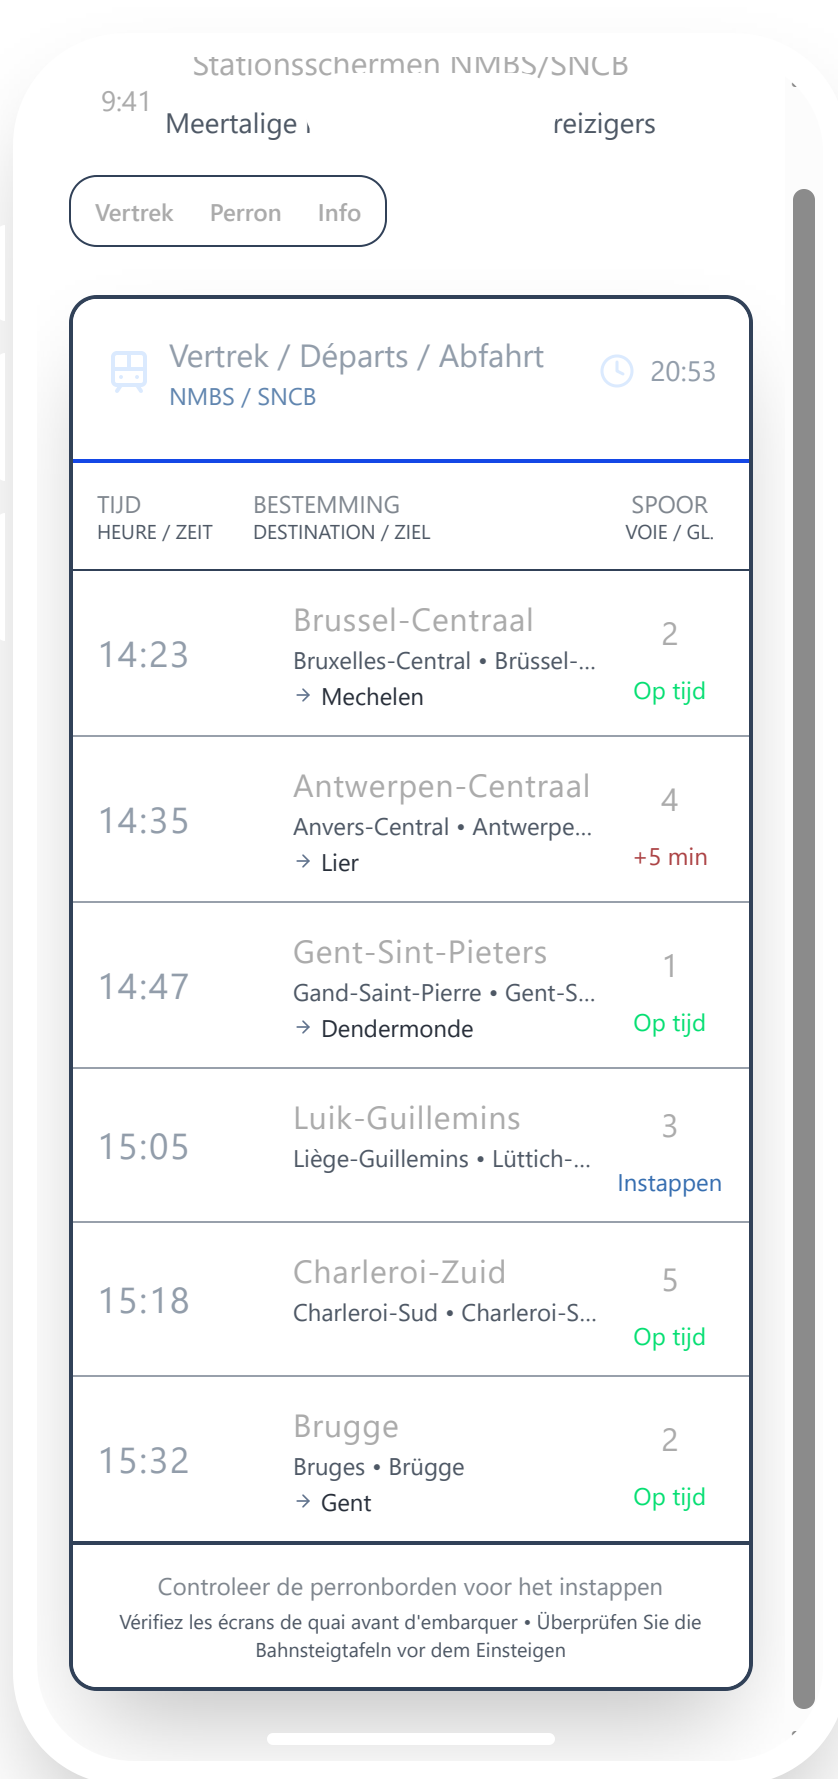 Stationsschermen NMBS/SNCB
9:41
Meertalige reizigers
Vertrek Perron Info
Vertrek / Départs / Abfahrt
NMBS / SNCB
20:53
TIJD BESTEMMING SPOOR
HEURE / ZEIT DESTINATION / ZIEL VOIE / GL.
14:23
Brussel-Centraal
Bruxelles-Central • Brüssel-...
→ Mechelen
2
Op tijd
14:35
Antwerpen-Centraal
Anvers-Central • Antwerpe...
→ Lier
4
+5 min
14:47
Gent-Sint-Pieters
Gand-Saint-Pierre • Gent-S...
→ Dendermonde
1
Op tijd
15:05
Luik-Guillemins
Liège-Guillemins • Lüttich-...
3
Instappen
15:18
Charleroi-Zuid
Charleroi-Sud • Charleroi-S...
5
Op tijd
15:32
Brugge
Bruges • Brügge
→ Gent
2
Op tijd
Controleer de perronborden voor het instappen
Vérifiez les écrans de quai avant d'embarquer • Überprüfen Sie die
Bahnsteigtafeln vor dem Einsteigen